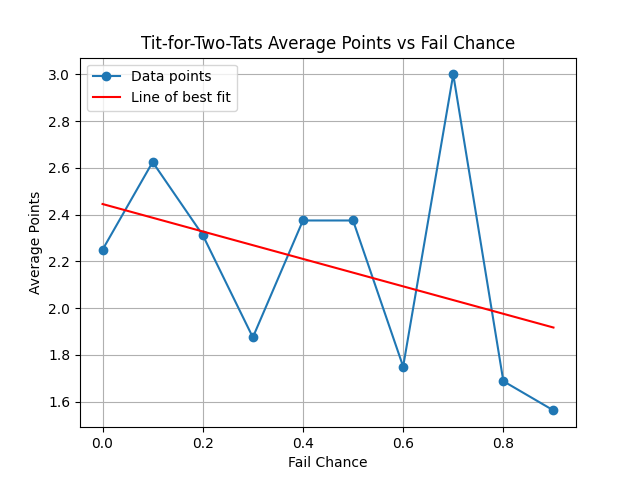 Tit-for-Two-Tats Average Points vs Fail Chance
Data points
Line of best fit
Average Points
3.0
2.8
2.6
2.4
2.2
2.0
1.8
1.6
0.0 0.2 0.4 0.6 0.8
Fail Chance